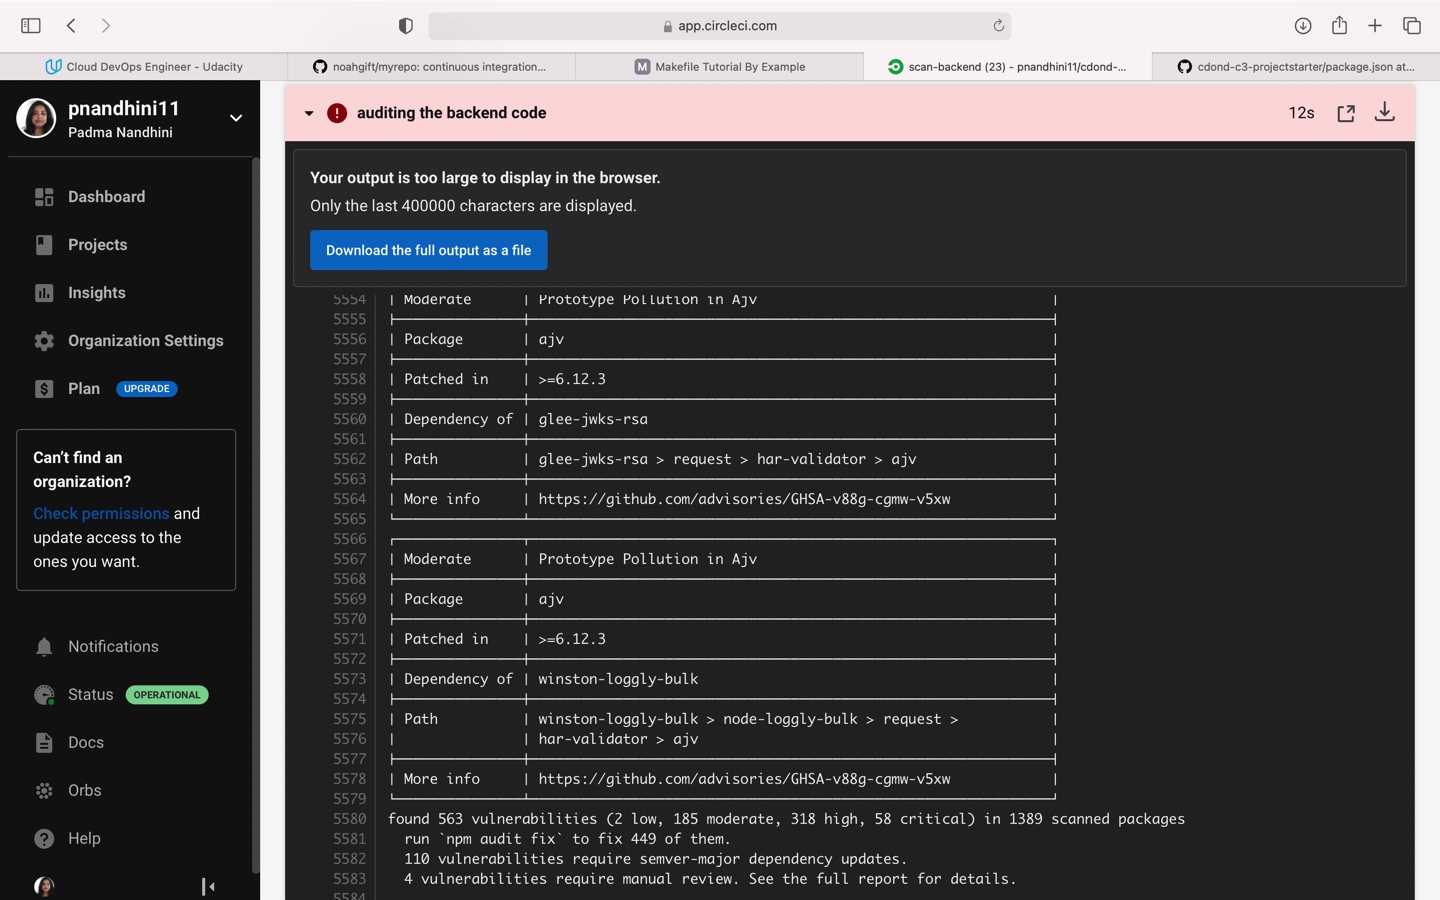 app.circleci.com
Cloud DevOps Engineer - Udacity
noahgift/myrepo: continuous integration...
M Makefile Tutorial By Example
scan-backend (23) - pnandhini11/cdond-...
cdond-c3-projectstarter/package.json at...
pnandhini11
Padma Nandhini
Dashboard
Projects
Insights
Organization Settings
Plan UPGRADE
Can't find an
organization?
Check permissions and
update access to the
ones you want.
Notifications
Status OPERATIONAL
Docs
Orbs
Help
auditing the backend code 12s
Your output is too large to display in the browser.
Only the last 400000 characters are displayed.
Download the full output as a file
5554 | Moderate | Prototype Pollution in Ajv |
5555
5556 | Package | ajv |
5557
5558 | Patched in | >=6.12.3 |
5559
5560 | Dependency of | glee-jwks-rsa |
5561
5562 | Path | glee-jwks-rsa > request > har-validator > ajv |
5563
5564 | More info | https://github.com/advisories/GHSA-v88g-cgmw-v5xw |
5565
5566
5567 | Moderate | Prototype Pollution in Ajv |
5568
5569 | Package | ajv |
5570
5571 | Patched in | >=6.12.3 |
5572
5573 | Dependency of | winston-loggly-bulk |
5574
5575 | Path | winston-loggly-bulk > node-loggly-bulk > request > |
5576 | | har-validator > ajv |
5577
5578 | More info | https://github.com/advisories/GHSA-v88g-cgmw-v5xw |
5579
5580 found 563 vulnerabilities (2 low, 185 moderate, 318 high, 58 critical) in 1389 scanned packages
5581 run `npm audit fix` to fix 449 of them.
5582 110 vulnerabilities require semver-major dependency updates.
5583 4 vulnerabilities require manual review. See the full report for details.
5584